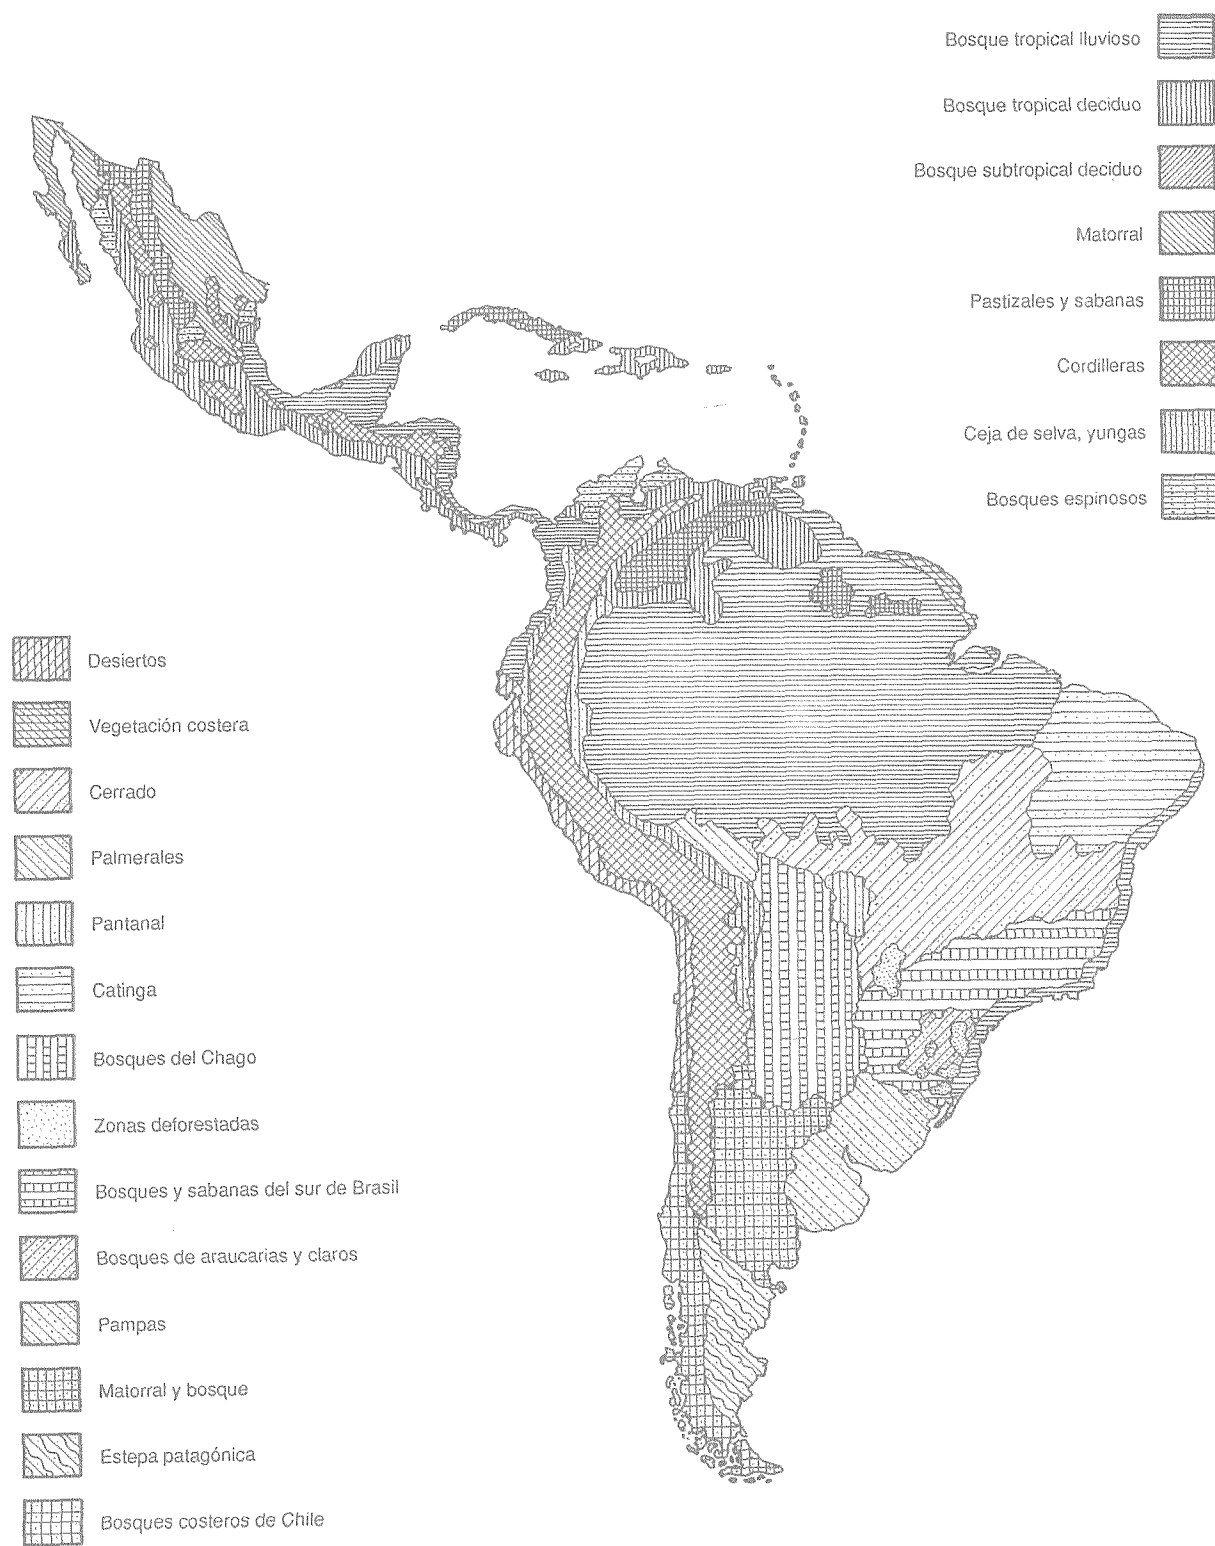 Bosque tropical lluvioso
Bosque tropical deciduo
Bosque subtropical deciduo
Matorral
Pastizales y sabanas
Cordilleras
Ceja de selva, yungas
Bosques espinosos
Desiertos
Vegetación costera
Cerrado
Palmerales
Pantanal
Catinga
Bosques del Chago
Zonas deforestadas
Bosques y sabanas del sur de Brasil
Bosques de araucarias y claros
Pampas
Matorral y bosque
Estepa patagónica
Bosques costeros de Chile